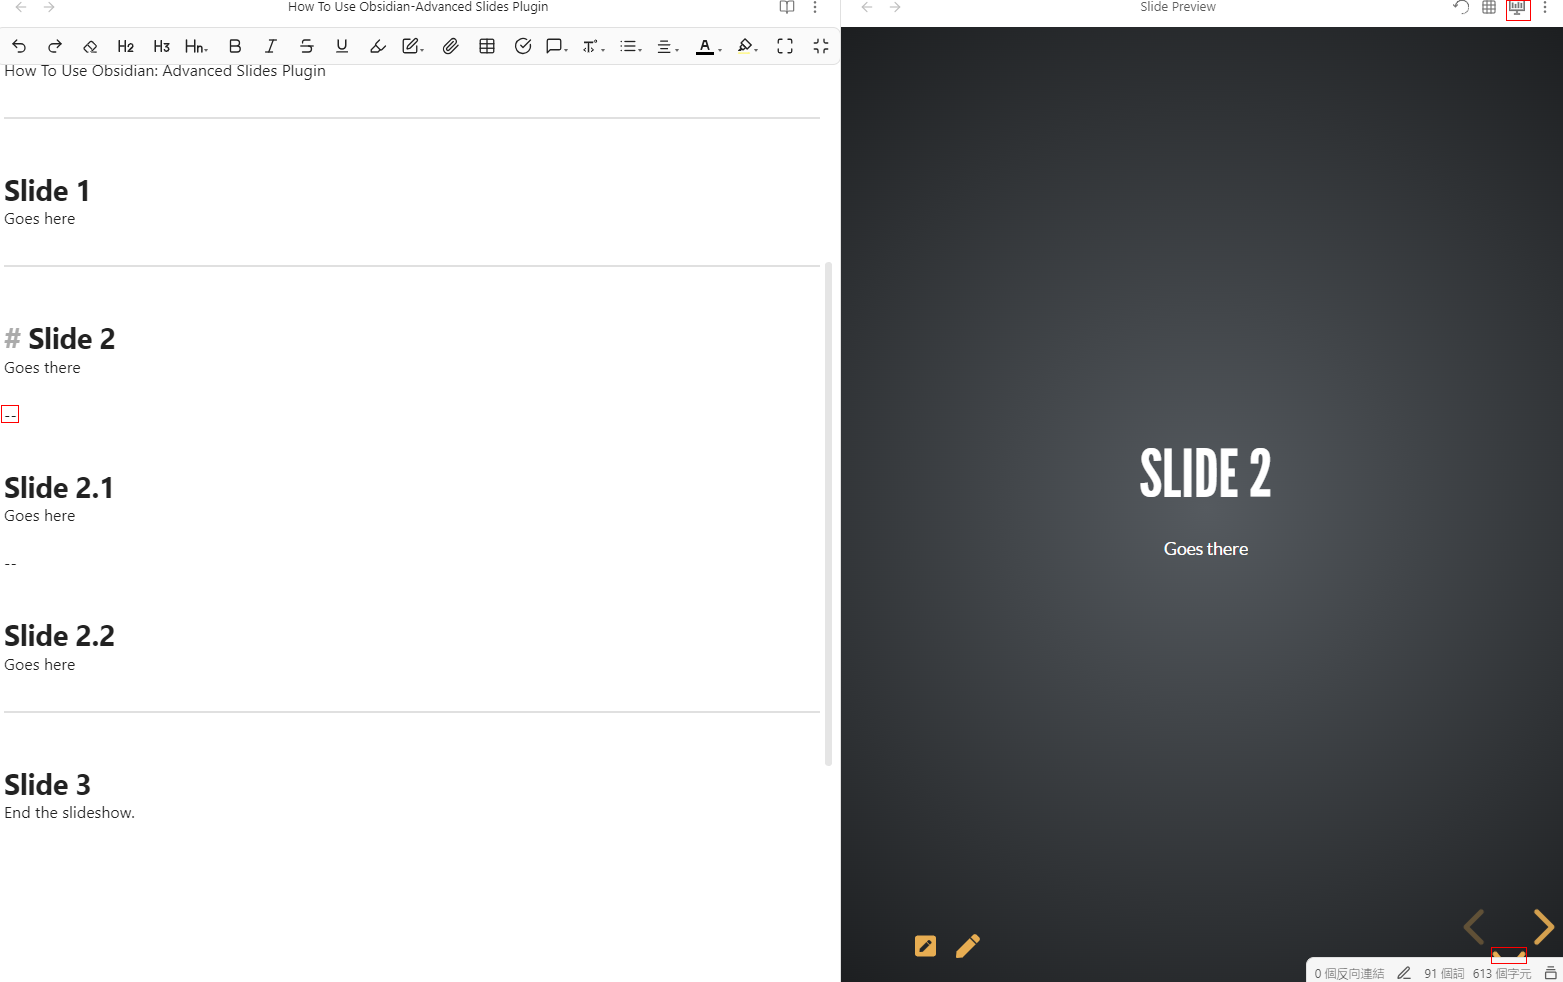 How To Use Obsidian-Advanced Slides Plugin
H2 H3 Hn B I S U T A
How To Use Obsidian: Advanced Slides Plugin
Slide 1
Goes here
# Slide 2
Goes there
--
Slide 2.1
Goes here
--
Slide 2.2
Goes here
Slide 3
End the slideshow.
Slide Preview
SLIDE 2
Goes there
0 個反向連結 91 個詞 613 個字元